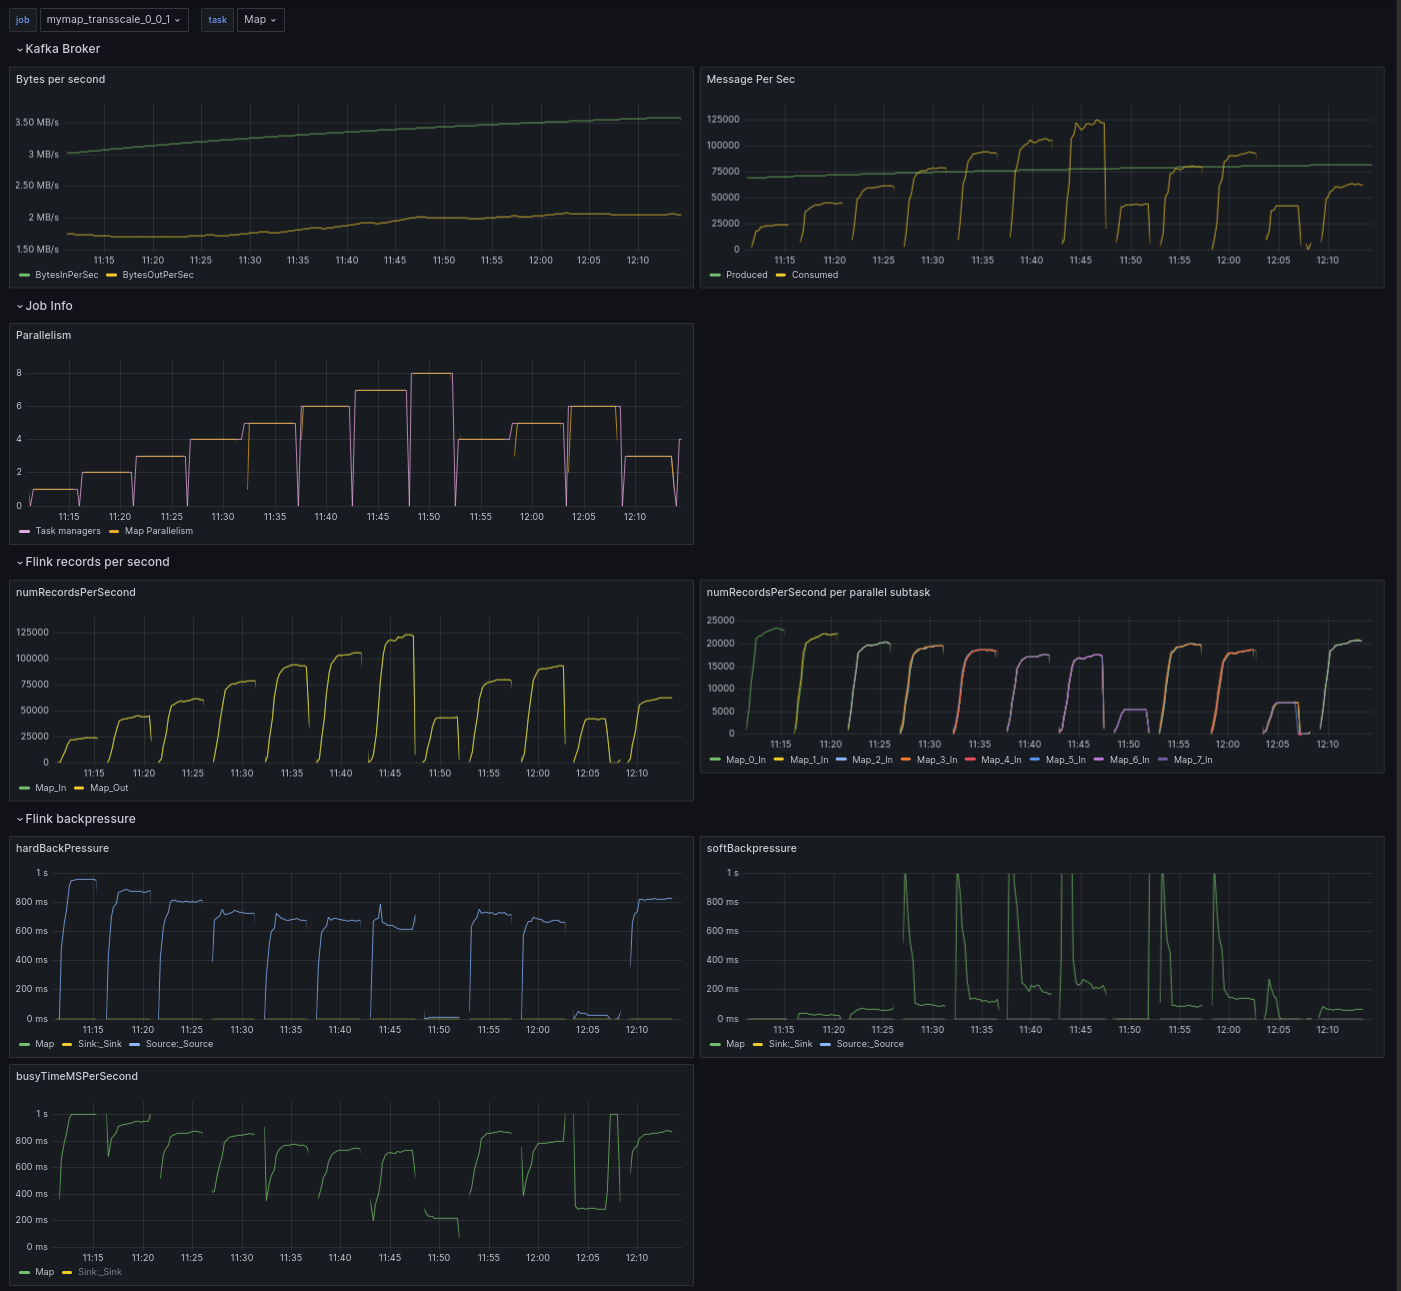 job mymap_transscale_0_0_1 task Map
Kafka Broker
Bytes per second
3.50 MB/s
3 MB/s
2.50 MB/s
2 MB/s
1.50 MB/s
11:15 11:20 11:25 11:30 11:35 11:40 11:45 11:50 11:55 12:00 12:05 12:10
BytesInPerSec BytesOutPerSec
Message Per Sec
125000
100000
75000
50000
25000
0
11:15 11:20 11:25 11:30 11:35 11:40 11:45 11:50 11:55 12:00 12:05 12:10
Produced Consumed
Job Info
Parallelism
8
6
4
2
0
11:15 11:20 11:25 11:30 11:35 11:40 11:45 11:50 11:55 12:00 12:05 12:10
Task managers Map Parallelism
Flink records per second
numRecordsPerSecond
125000
100000
75000
50000
25000
0
11:15 11:20 11:25 11:30 11:35 11:40 11:45 11:50 11:55 12:00 12:05 12:10
Map_In Map_Out
numRecordsPerSecond per parallel subtask
25000
20000
15000
10000
5000
0
11:15 11:20 11:25 11:30 11:35 11:40 11:45 11:50 11:55 12:00 12:05 12:10
Map_0_In Map_1_In Map_2_In Map_3_In Map_4_In Map_5_In Map_6_In Map_7_In
Flink backpressure
hardBackPressure
1 s
800 ms
600 ms
400 ms
200 ms
0 ms
11:15 11:20 11:25 11:30 11:35 11:40 11:45 11:50 11:55 12:00 12:05 12:10
Map Sink:_Sink Source:_Source
softBackpressure
1 s
800 ms
600 ms
400 ms
200 ms
0 ms
11:15 11:20 11:25 11:30 11:35 11:40 11:45 11:50 11:55 12:00 12:05 12:10
Map Sink:_Sink Source:_Source
busyTimeMSPerSecond
1 s
800 ms
600 ms
400 ms
200 ms
0 ms
11:15 11:20 11:25 11:30 11:35 11:40 11:45 11:50 11:55 12:00 12:05 12:10
Map Sink:_Sink